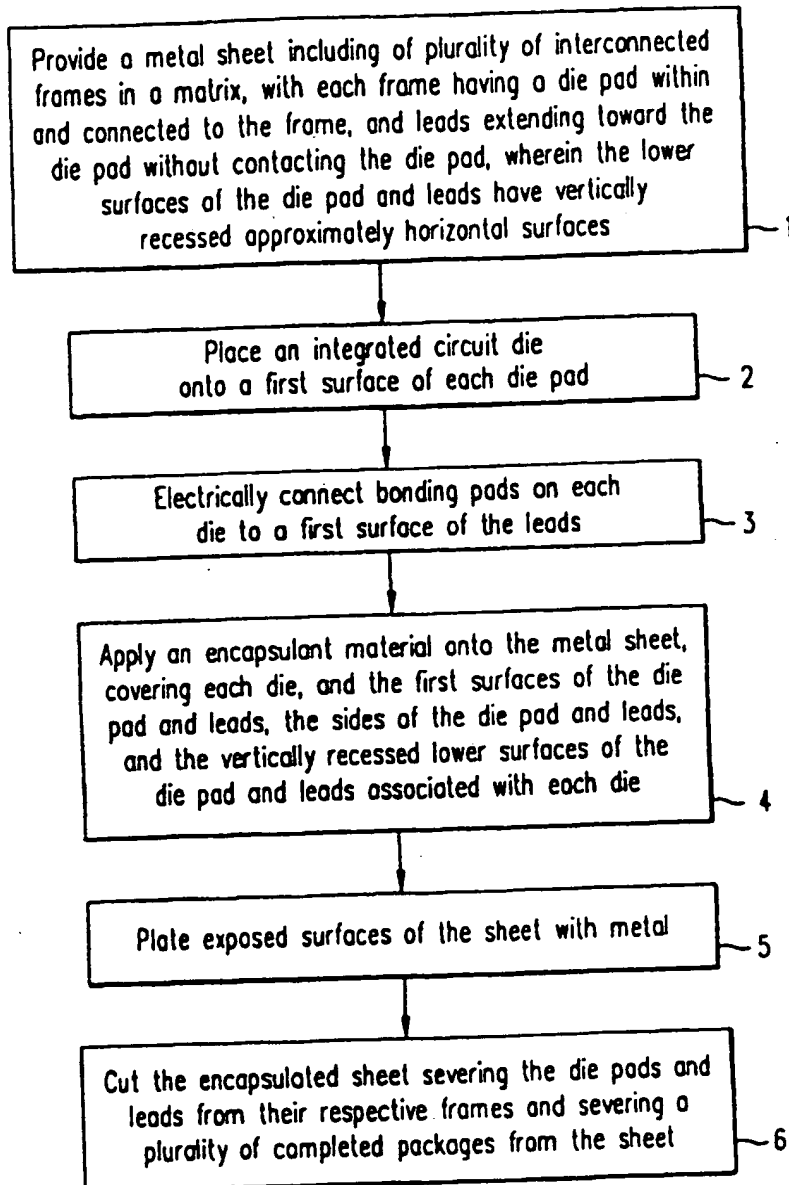 Provide a metal sheet including of plurality of interconnected
frames in a matrix, with each frame having a die pad within
and connected to the frame, and leads extending toward the
die pad without contacting the die pad, wherein the lower
surfaces of the die pad and leads have vertically
recessed approximately horizontal surfaces
1
Place an integrated circuit die
onto a first surface of each die pad
2
Electrically connect bonding pads on each
die to a first surface of the leads
3
Apply an encapsulant material onto the metal sheet,
covering each die, and the first surfaces of the die
pad and leads, the sides of the die pad and leads,
and the vertically recessed lower surfaces of the
die pad and leads associated with each die
4
Plate exposed surfaces of the sheet with metal
5
Cut the encapsulated sheet severing the die pads and
leads from their respective frames and severing a
plurality of completed packages from the sheet
6